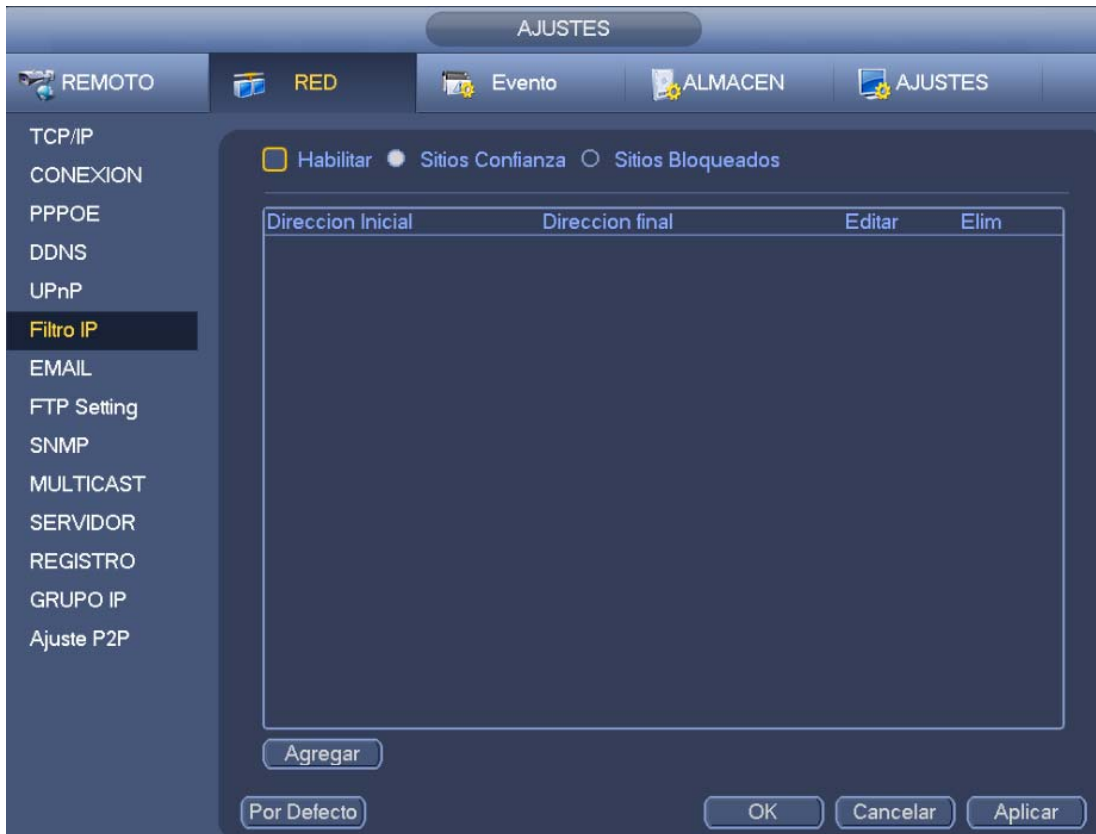 AJUSTES
REMOTO RED Evento ALMACEN AJUSTES
TCP/IP
CONEXION
PPPOE
DDNS
UPnP
Filtro IP
EMAIL
FTP Setting
SNMP
MULTICAST
SERVIDOR
REGISTRO
GRUPO IP
Ajuste P2P
Habilitar Sitios Confianza Sitios Bloqueados
Direccion Inicial Direccion final Editar Elim
Agregar
Por Defecto OK Cancelar Aplicar